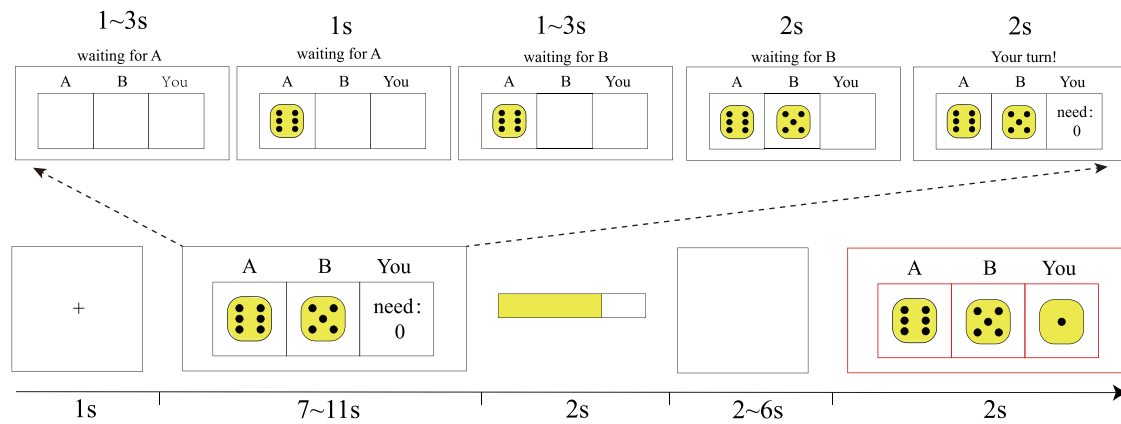 1~3s 1s 1~3s 2s 2s
waiting for A waiting for A waiting for B waiting for B Your turn!
A B You A B You A B You A B You A B You
need:
0
+
A B You
need:
0
A B You
1s 7~11s 2s 2~6s 2s